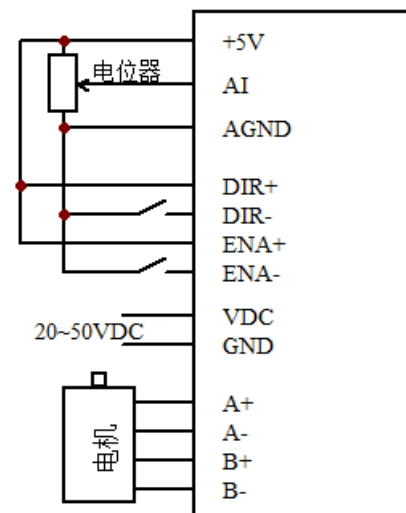 +5V
电位器
AI
AGND
DIR+
DIR-
ENA+
ENA-
VDC
20~50VDC
GND
A+
A-
电机
B+
B-